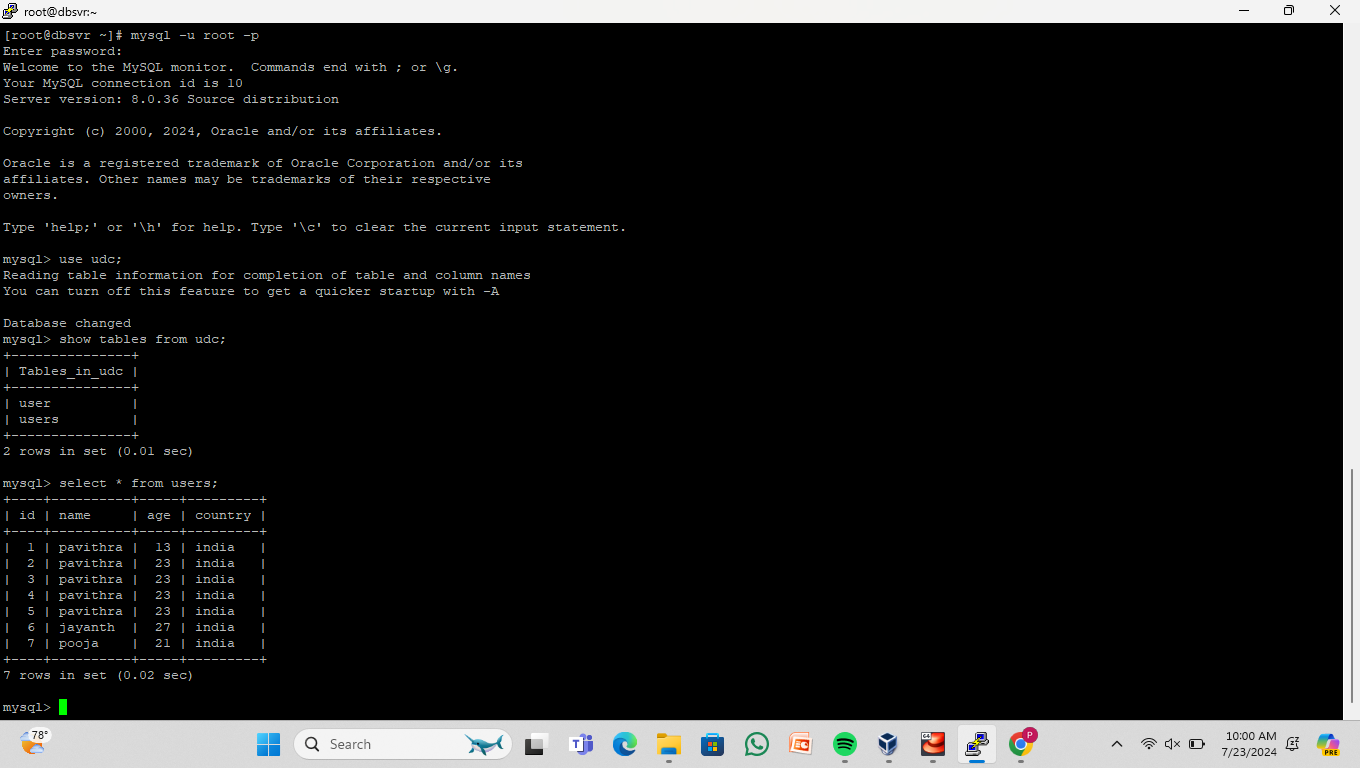 root@dbsvr:~
[root@dbsvr ~]# mysql -u root -p
Enter password:
Welcome to the MySQL monitor.  Commands end with ; or \g.
Your MySQL connection id is 10
Server version: 8.0.36 Source distribution

Copyright (c) 2000, 2024, Oracle and/or its affiliates.

Oracle is a registered trademark of Oracle Corporation and/or its
affiliates. Other names may be trademarks of their respective
owners.

Type 'help;' or '\h' for help. Type '\c' to clear the current input statement.

mysql> use udc;
Reading table information for completion of table and column names
You can turn off this feature to get a quicker startup with -A

Database changed
mysql> show tables from udc;
+---------------+
| Tables_in_udc |
+---------------+
| user          |
| users         |
+---------------+
2 rows in set (0.01 sec)

mysql> select * from users;
+----+----------+-----+---------+
| id | name     | age | country |
+----+----------+-----+---------+
|  1 | pavithra |  13 | india   |
|  2 | pavithra |  23 | india   |
|  3 | pavithra |  23 | india   |
|  4 | pavithra |  23 | india   |
|  5 | pavithra |  23 | india   |
|  6 | jayanth  |  27 | india   |
|  7 | pooja    |  21 | india   |
+----+----------+-----+---------+
7 rows in set (0.02 sec)

mysql>
78°
Search
P
10:00 AM
7/23/2024
PRE